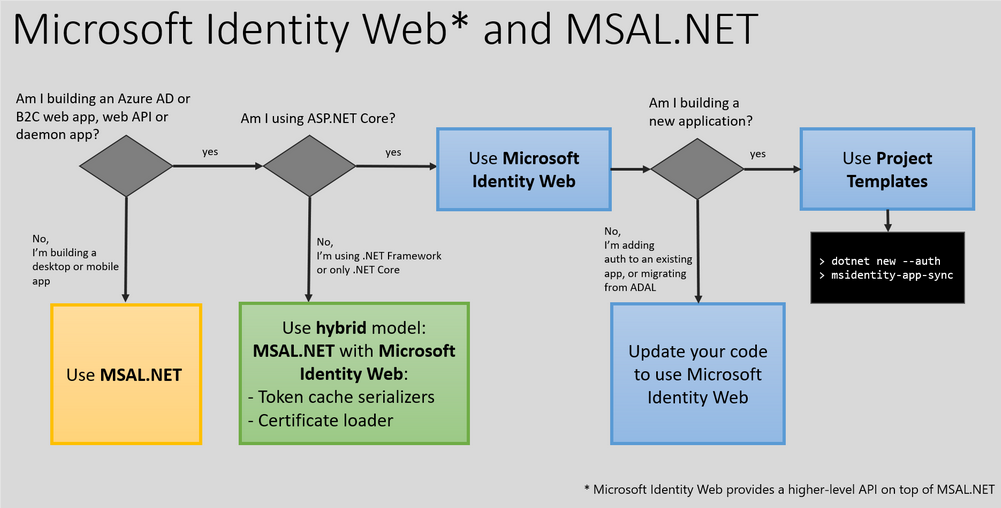 Microsoft Identity Web* and MSAL.NET
Am I building an Azure AD or
B2C web app, web API or
daemon app?
yes
Am I using ASP.NET Core?
yes
Use Microsoft
Identity Web
Am I building a
new application?
yes
Use Project
Templates
> dotnet new --auth
> msidentity-app-sync
No,
I'm building a
desktop or mobile
app
No,
I'm using .NET Framework
or only .NET Core
No,
I'm adding
auth to an existing
app, or migrating
from ADAL
Use MSAL.NET
Use hybrid model:
MSAL.NET with Microsoft
Identity Web:
- Token cache serializers
- Certificate loader
Update your code
to use Microsoft
Identity Web
* Microsoft Identity Web provides a higher-level API on top of MSAL.NET